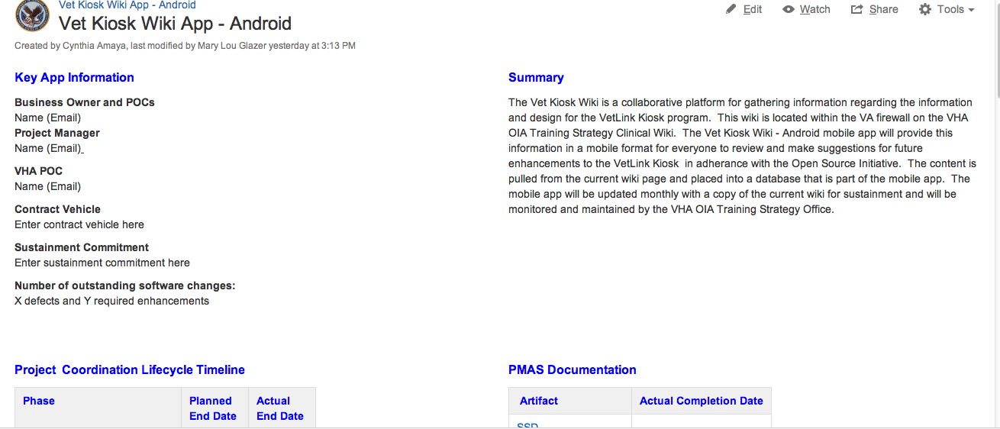 Vet Kiosk Wiki App - Android
Vet Kiosk Wiki App - Android
Edit Watch Share Tools
Created by Cynthia Amaya, last modified by Mary Lou Glazer yesterday at 3:13 PM
Key App Information
Business Owner and POCs
Name (Email)
Project Manager
Name (Email)_
VHA POC
Name (Email)
Contract Vehicle
Enter contract vehicle here
Sustainment Commitment
Enter sustainment commitment here
Number of outstanding software changes:
X defects and Y required enhancements
Summary
The Vet Kiosk Wiki is a collaborative platform for gathering information regarding the information
and design for the VetLink Kiosk program.  This wiki is located within the VA firewall on the VHA
OIA Training Strategy Clinical Wiki.  The Vet Kiosk Wiki - Android mobile app will provide this
information in a mobile format for everyone to review and make suggestions for future
enhancements to the VetLink Kiosk  in adherance with the Open Source Initiative.  The content is
pulled from the current wiki page and placed into a database that is part of the mobile app.  The
mobile app will be updated monthly with a copy of the current wiki for sustainment and will be
monitored and maintained by the VHA OIA Training Strategy Office.
Project  Coordination Lifecycle Timeline
Phase
Planned
End Date
Actual
End Date
PMAS Documentation
Artifact
Actual Completion Date
SSD